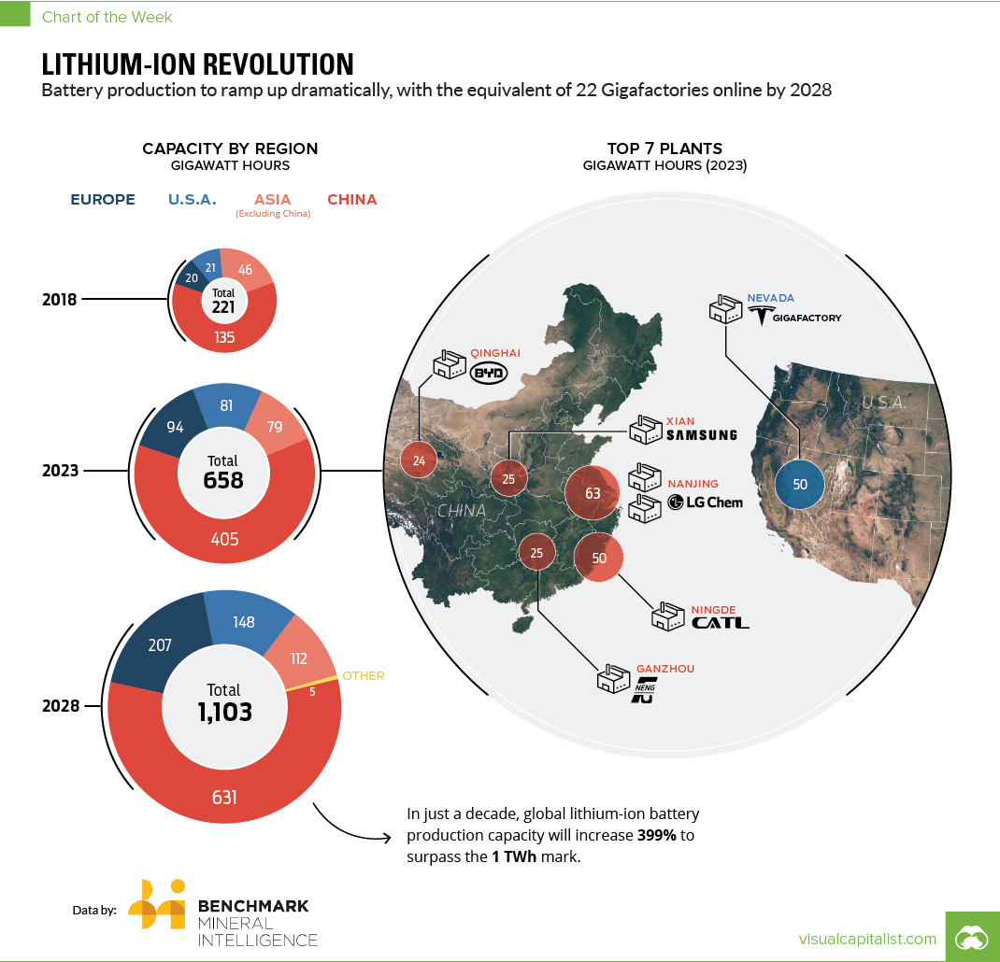 Chart of the Week
LITHIUM-ION REVOLUTION
Battery production to ramp up dramatically, with the equivalent of 22 Gigafactories online by 2028
CAPACITY BY REGION
GIGAWATT HOURS
EUROPE
U.S.A.
ASIA
(Excluding China)
CHINA
2018
20
21
46
Total
221
135
2023
94
81
79
Total
658
405
2028
207
148
112
OTHER
5
Total
1,103
631
TOP 7 PLANTS
GIGAWATT HOURS (2023)
NEVADA
GIGAFACTORY
QINGHAI
BYD
U.S.A.
XIAN
SAMSUNG
24
25
63
50
NANJING
LG Chem
CHINA
25
50
NINGDE
CATL
GANZHOU
FU
NENG
In just a decade, global lithium-ion battery
production capacity will increase 399% to
surpass the 1 TWh mark.
Data by:
BENCHMARK
MINERAL
INTELLIGENCE
visualcapitalist.com